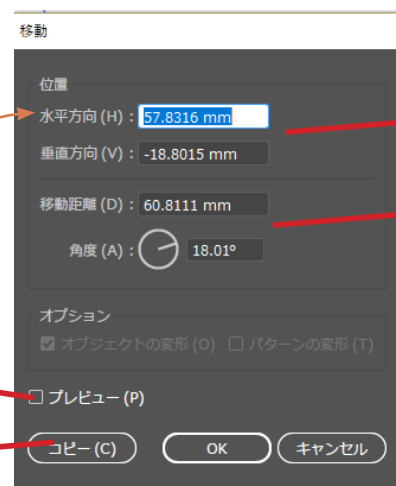 移動
位置
水平方向 (H) : 57.8316 mm
垂直方向 (V) : -18.8015 mm
移動距離 (D) : 60.8111 mm
角度 (A) : 18.01°
オプション
オブジェクトの変形 (O) パターンの変形 (T)
プレビュー (P)
コピー (C) OK キャンセル